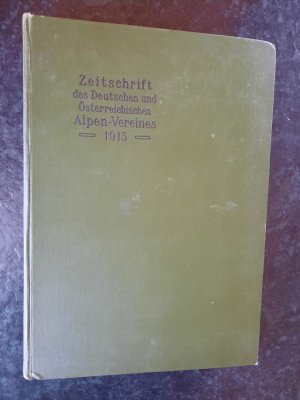 Zeitschrift
des Deutschen und
Österreichischen
Alpen-Vereines
1915